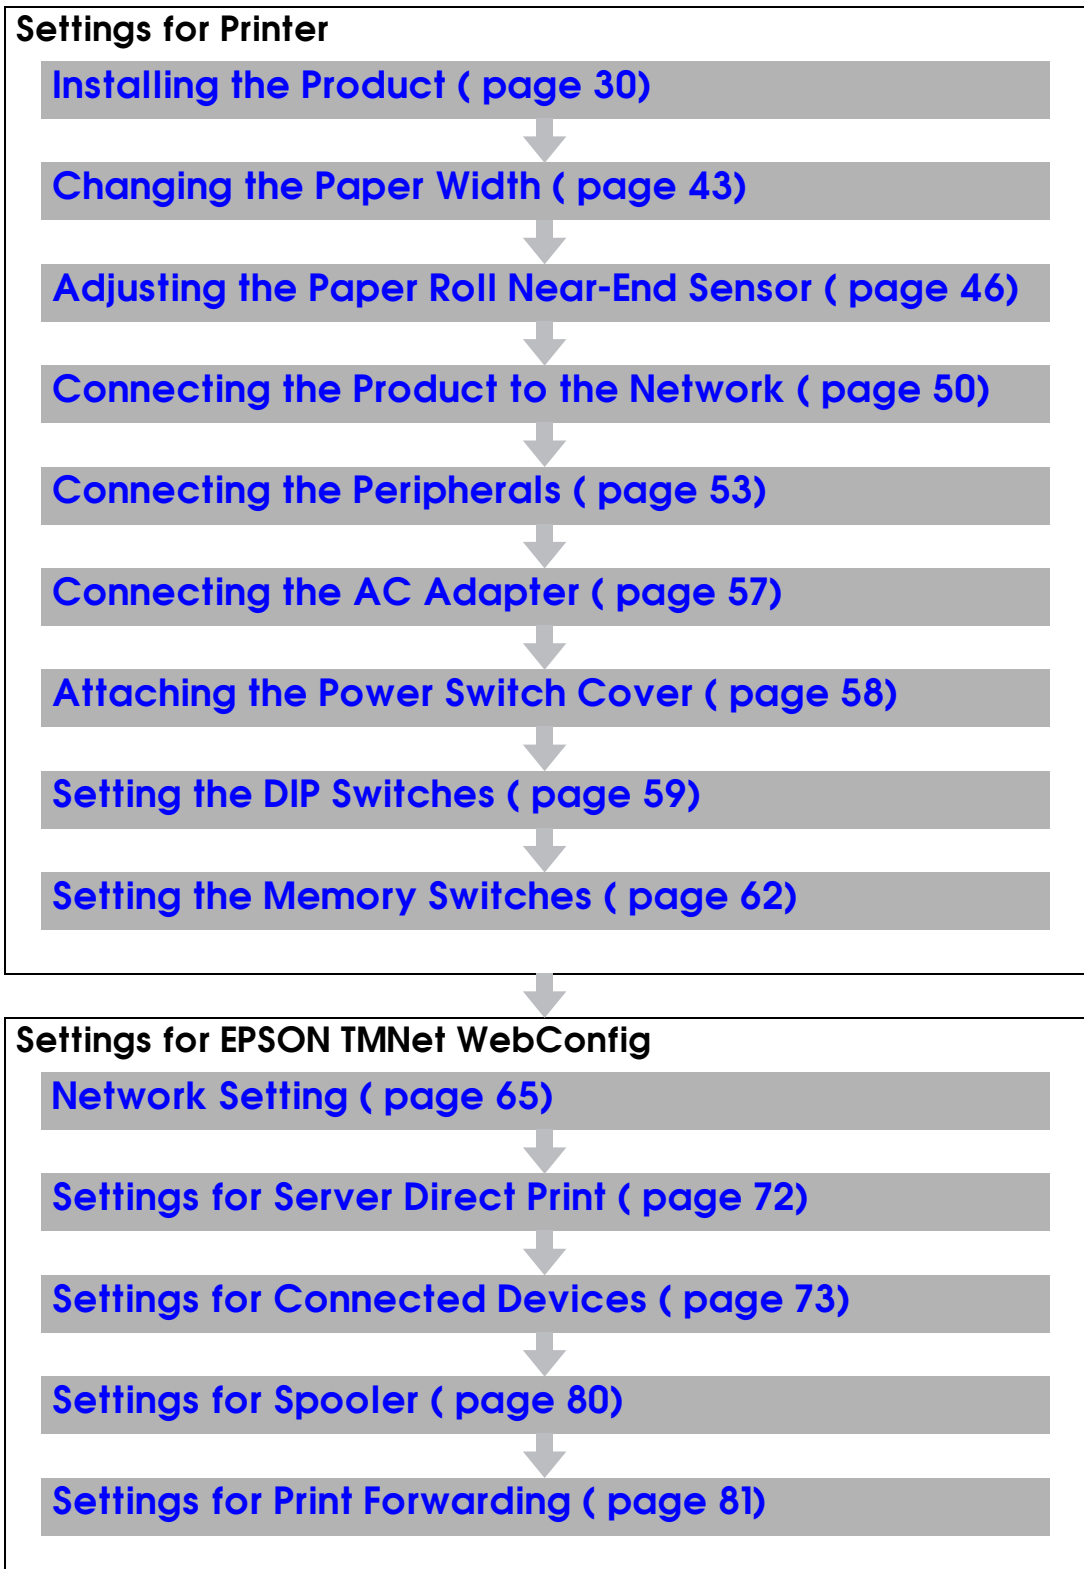 Settings for Printer
Installing the Product ( page 30)
Changing the Paper Width ( page 43)
Adjusting the Paper Roll Near-End Sensor ( page 46)
Connecting the Product to the Network ( page 50)
Connecting the Peripherals ( page 53)
Connecting the AC Adapter ( page 57)
Attaching the Power Switch Cover ( page 58)
Setting the DIP Switches ( page 59)
Setting the Memory Switches ( page 62)
Settings for EPSON TMNet WebConfig
Network Setting ( page 65)
Settings for Server Direct Print ( page 72)
Settings for Connected Devices ( page 73)
Settings for Spooler ( page 80)
Settings for Print Forwarding ( page 81)